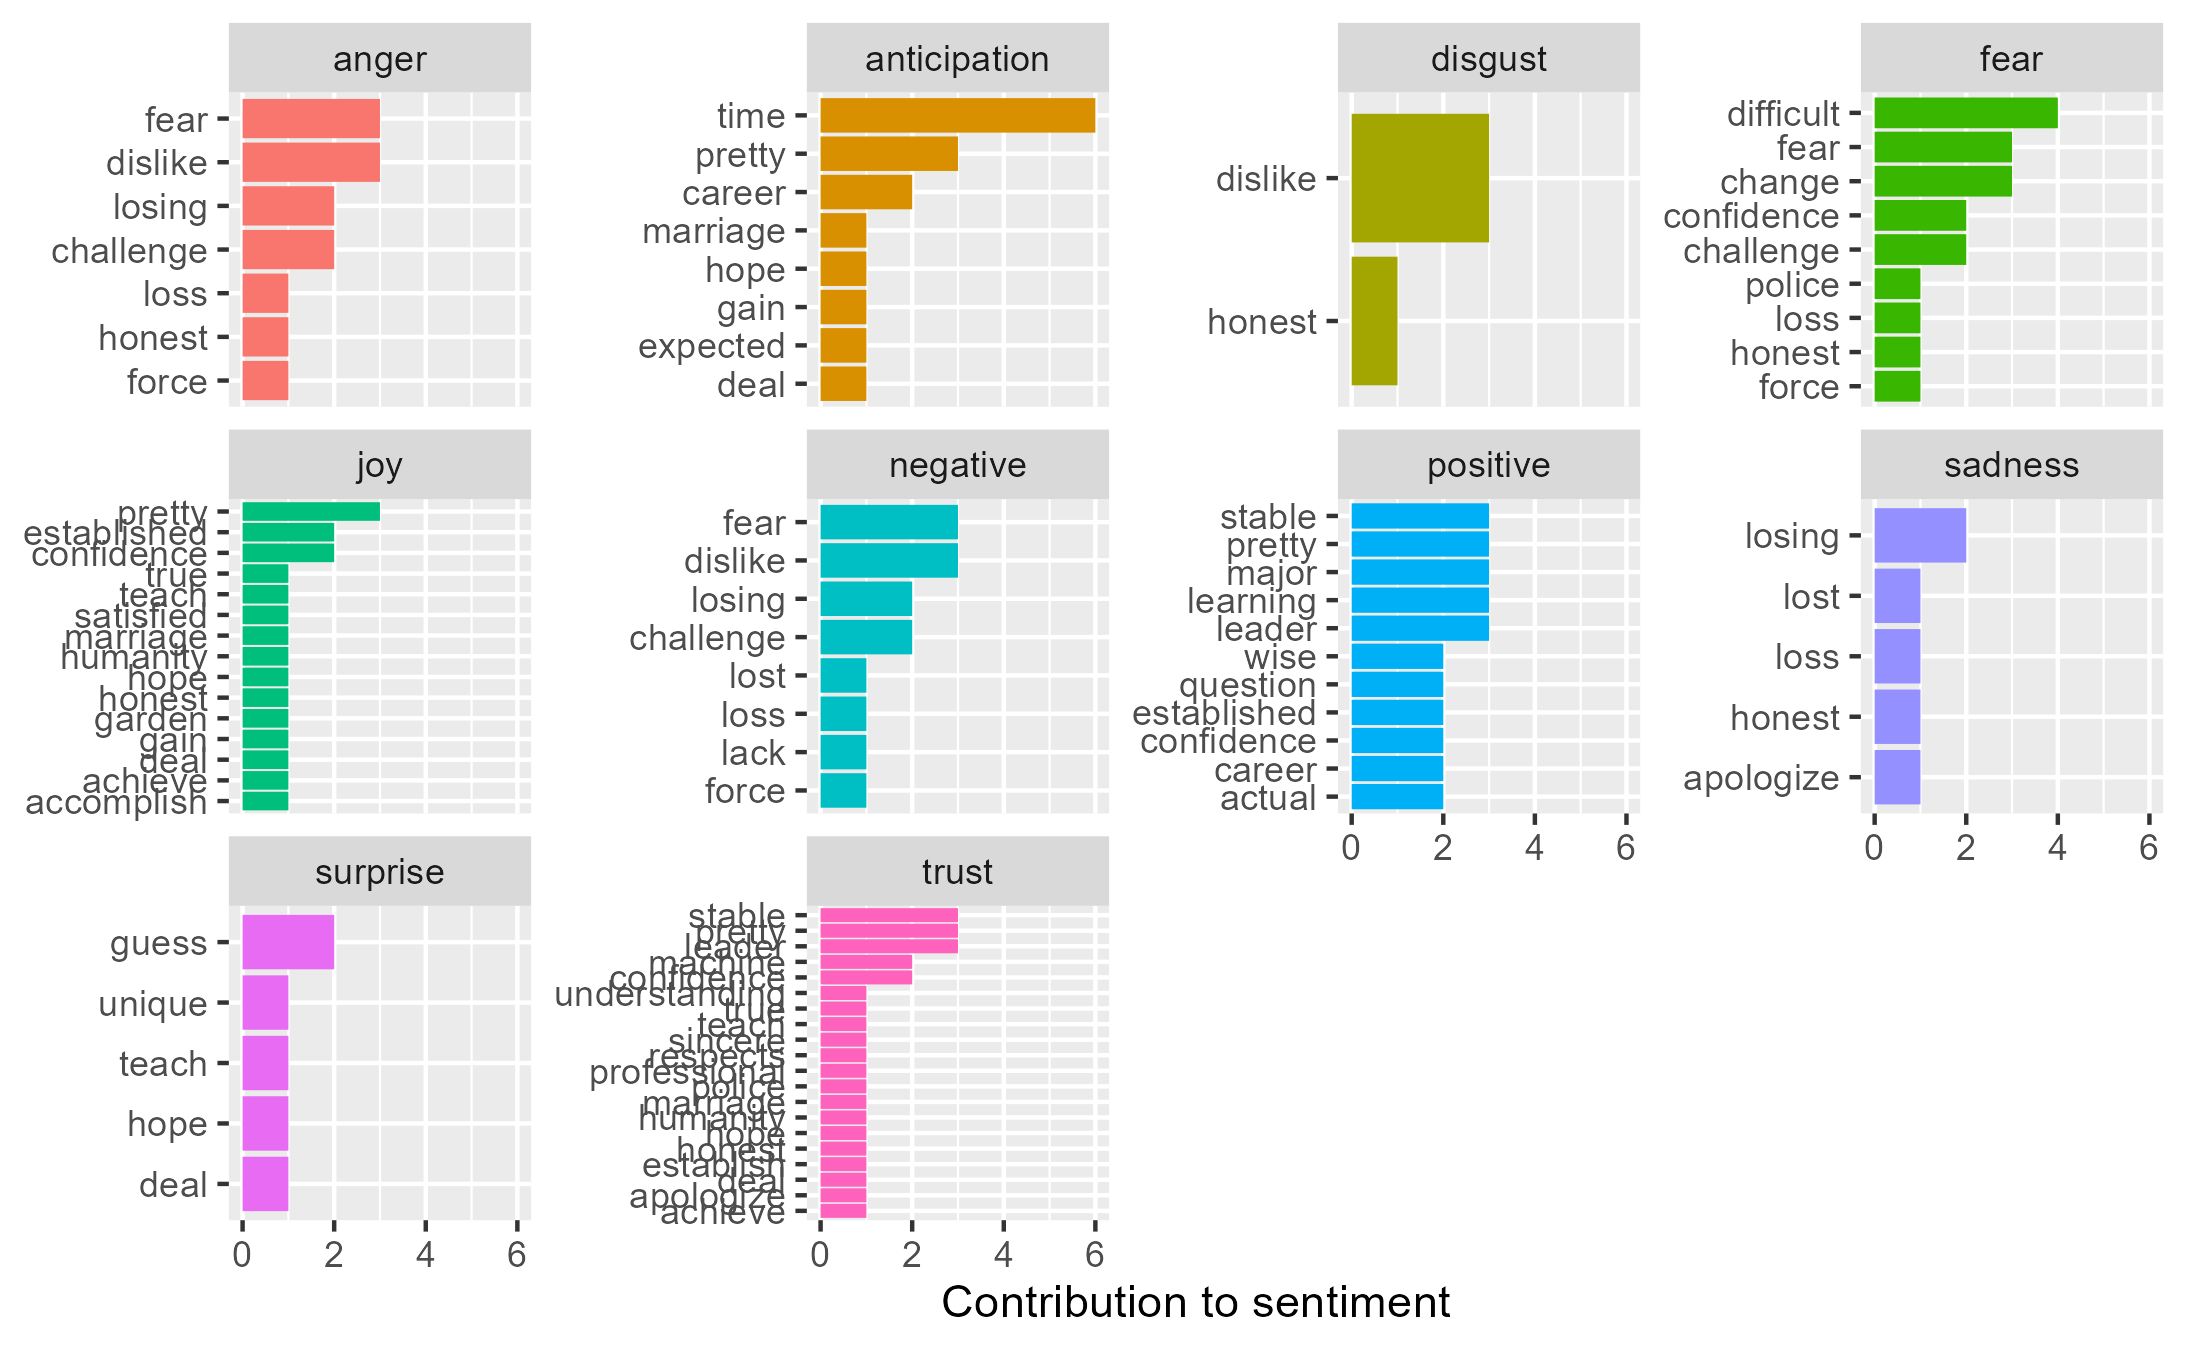 anger
fear
dislike
losing
challenge
loss
honest
force
anticipation
time
pretty
career
marriage
hope
gain
expected
deal
disgust
dislike
honest
fear
difficult
fear
change
confidence
challenge
police
loss
honest
force
joy
pretty
established
confidence
true
teach
satisfied
marriage
humanity
hope
honest
garden
gain
deal
achieve
accomplish
negative
fear
dislike
losing
challenge
lost
loss
lack
force
positive
stable
pretty
major
learning
leader
wise
question
established
confidence
career
actual
0 2 4 6
sadness
losing
lost
loss
honest
apologize
0 2 4 6
surprise
guess
unique
teach
hope
deal
0 2 4 6
trust
stable
pretty
leader
machine
confidence
understanding
true
teach
sincere
respects
professional
police
marriage
humanity
hope
honest
establish
deal
apologize
achieve
0 2 4 6
Contribution to sentiment